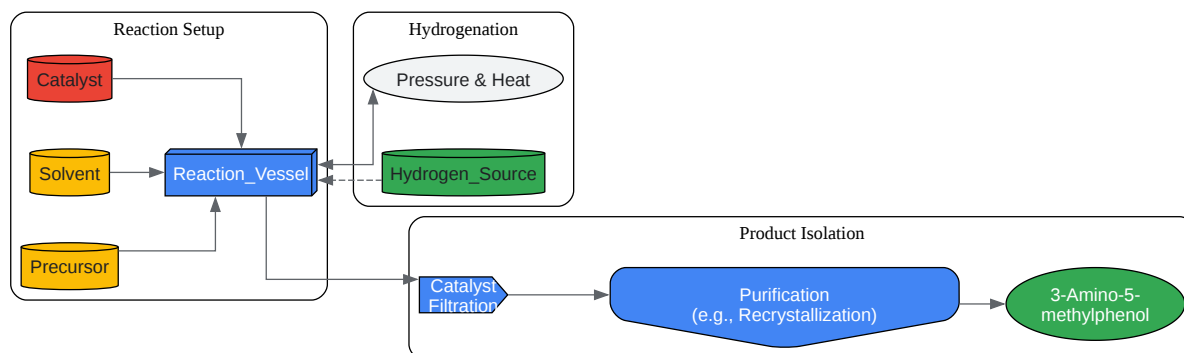 Reaction Setup
Hydrogenation
Catalyst
Pressure & Heat
Solvent
Reaction_Vessel
Hydrogen_Source
Precursor
Product Isolation
Catalyst
Filtration
Purification
(e.g., Recrystallization)
3-Amino-5-
methylphenol